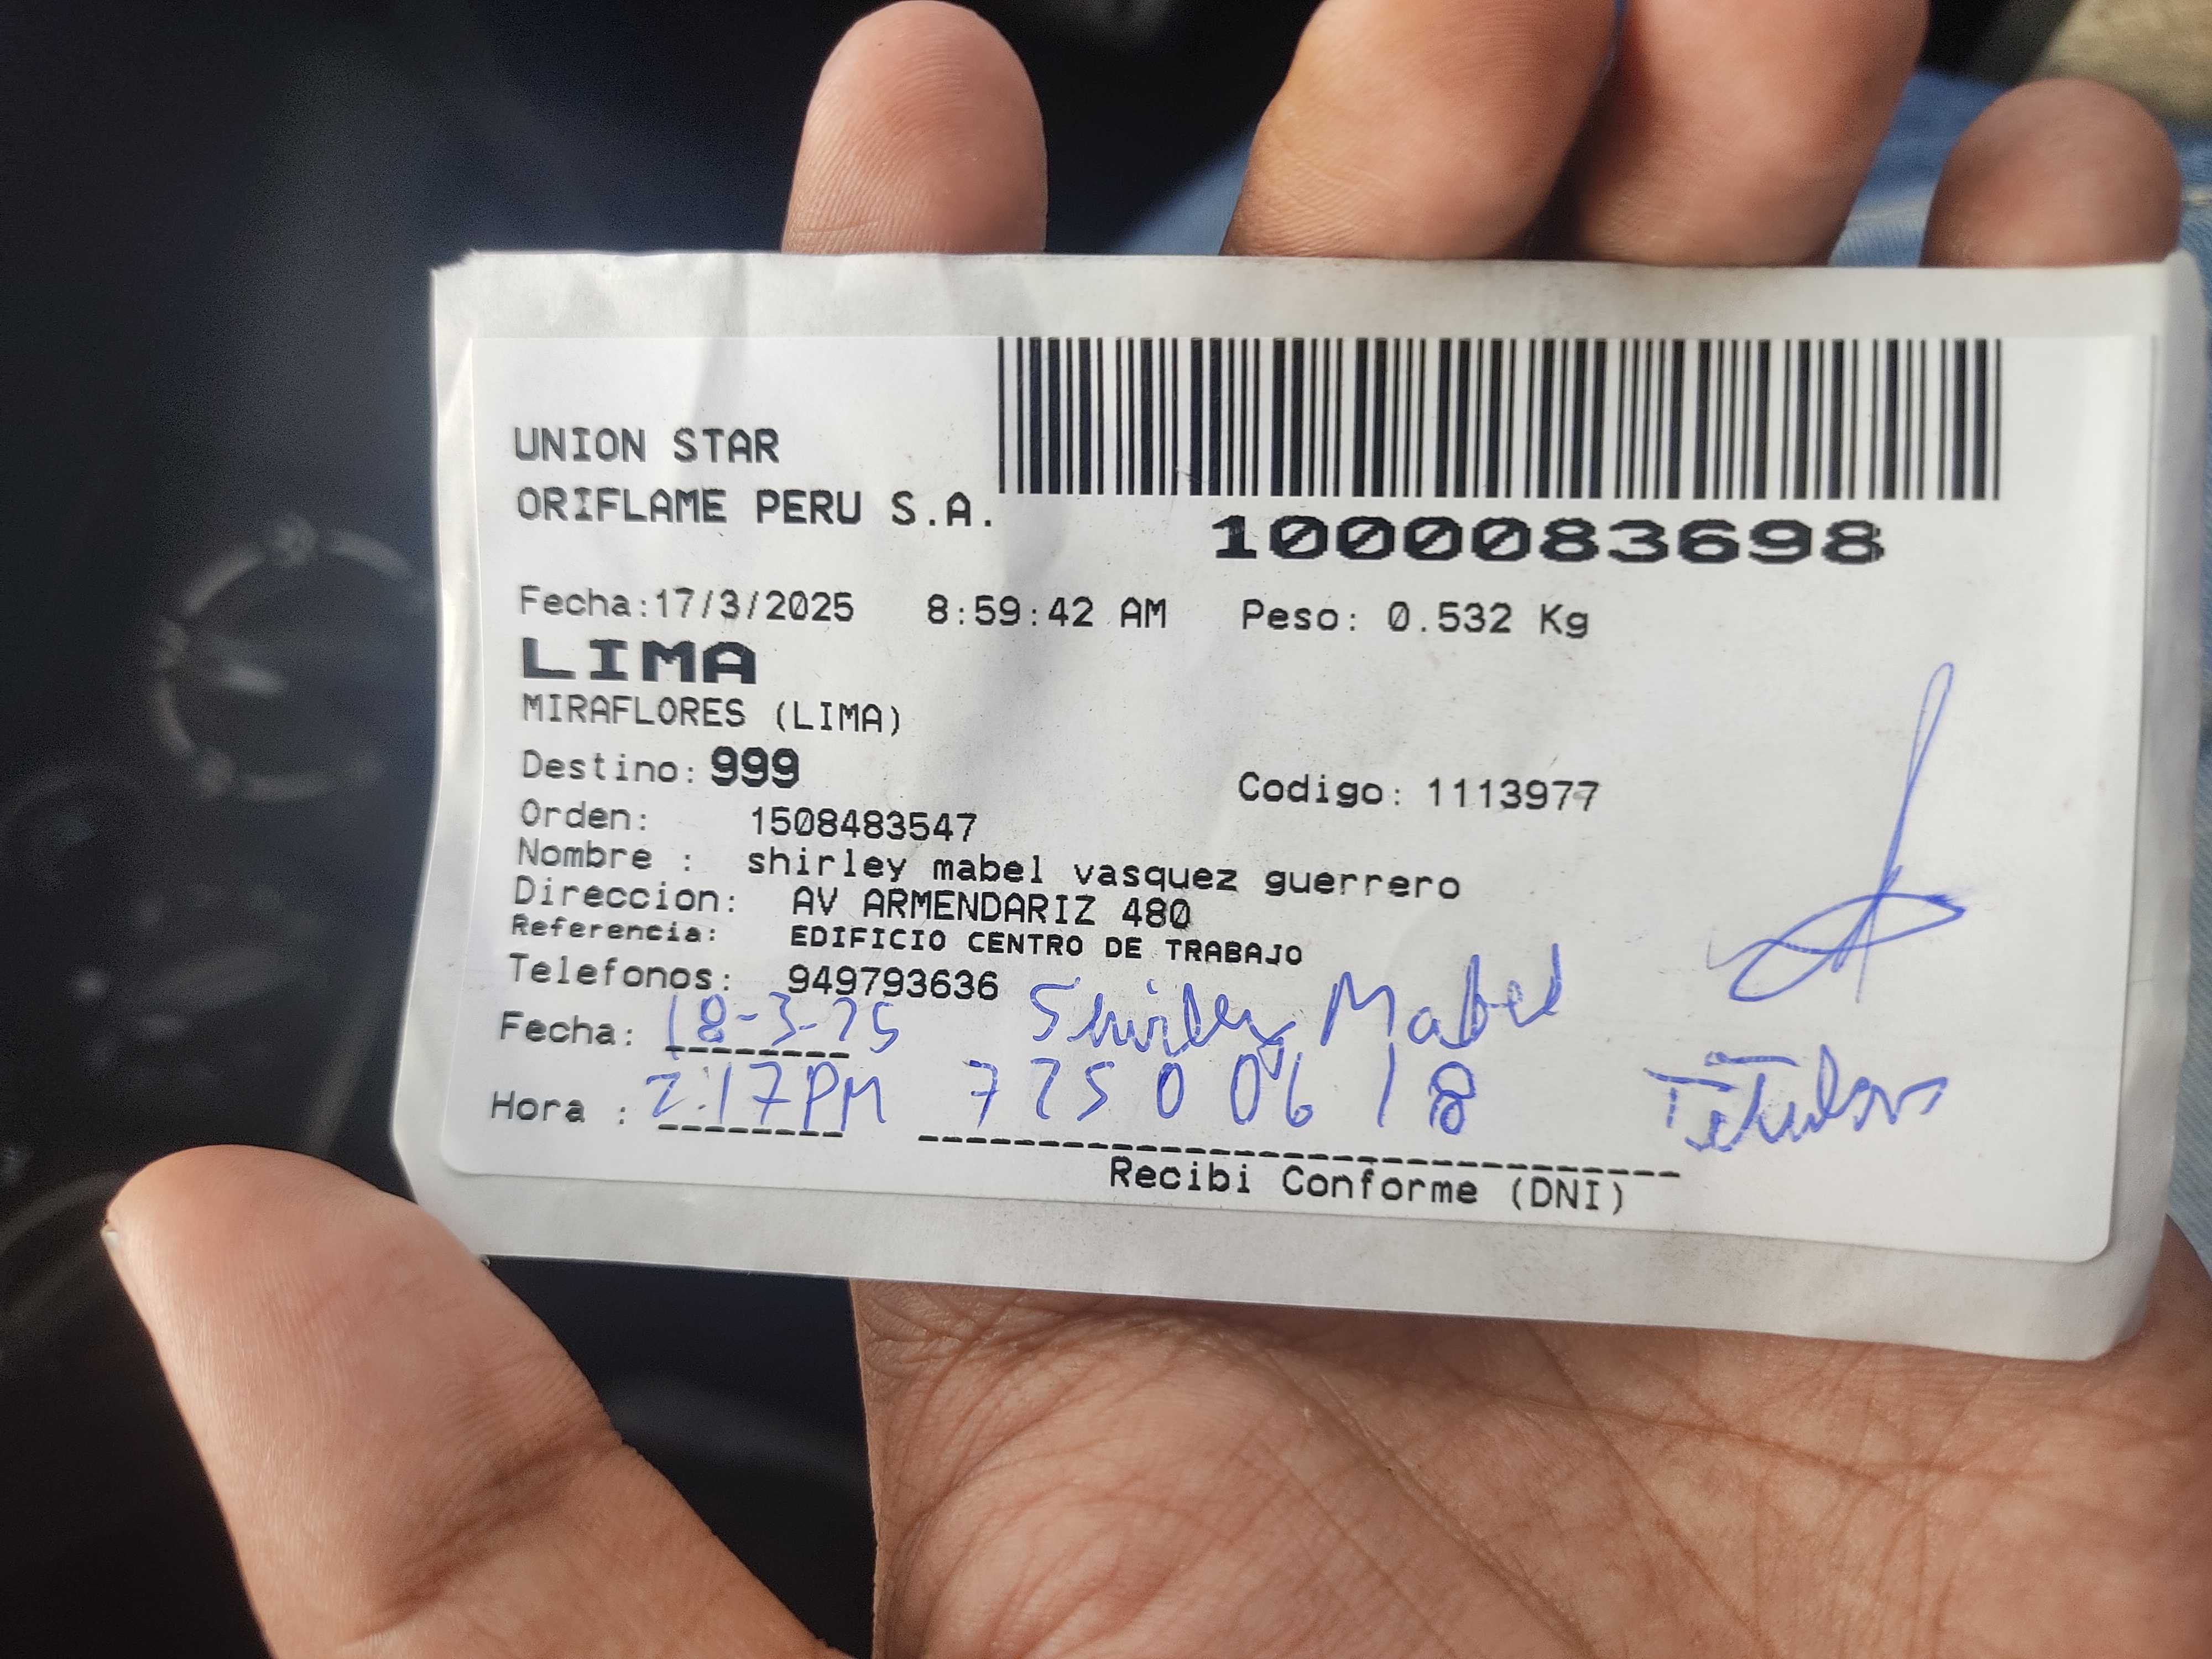 UNION STAR
ORIFLAME PERU S.A.
1000083698
Fecha:17/3/2025 8:59:42 AM Peso: 0.532 Kg
LIMA
MIRAFLORES (LIMA)
Destino: 999 Codigo: 1113977
Orden: 1508483547
Nombre : shirley mabel vasquez guerrero
Direccion: AV ARMENDARIZ 480
Referencia: EDIFICIO CENTRO DE TRABAJO
Telefonos: 949793636
Fecha: 18-3-25 Shirley Mabel
Hora : 2:17PM 72500618 Titular
Recibi Conforme (DNI)